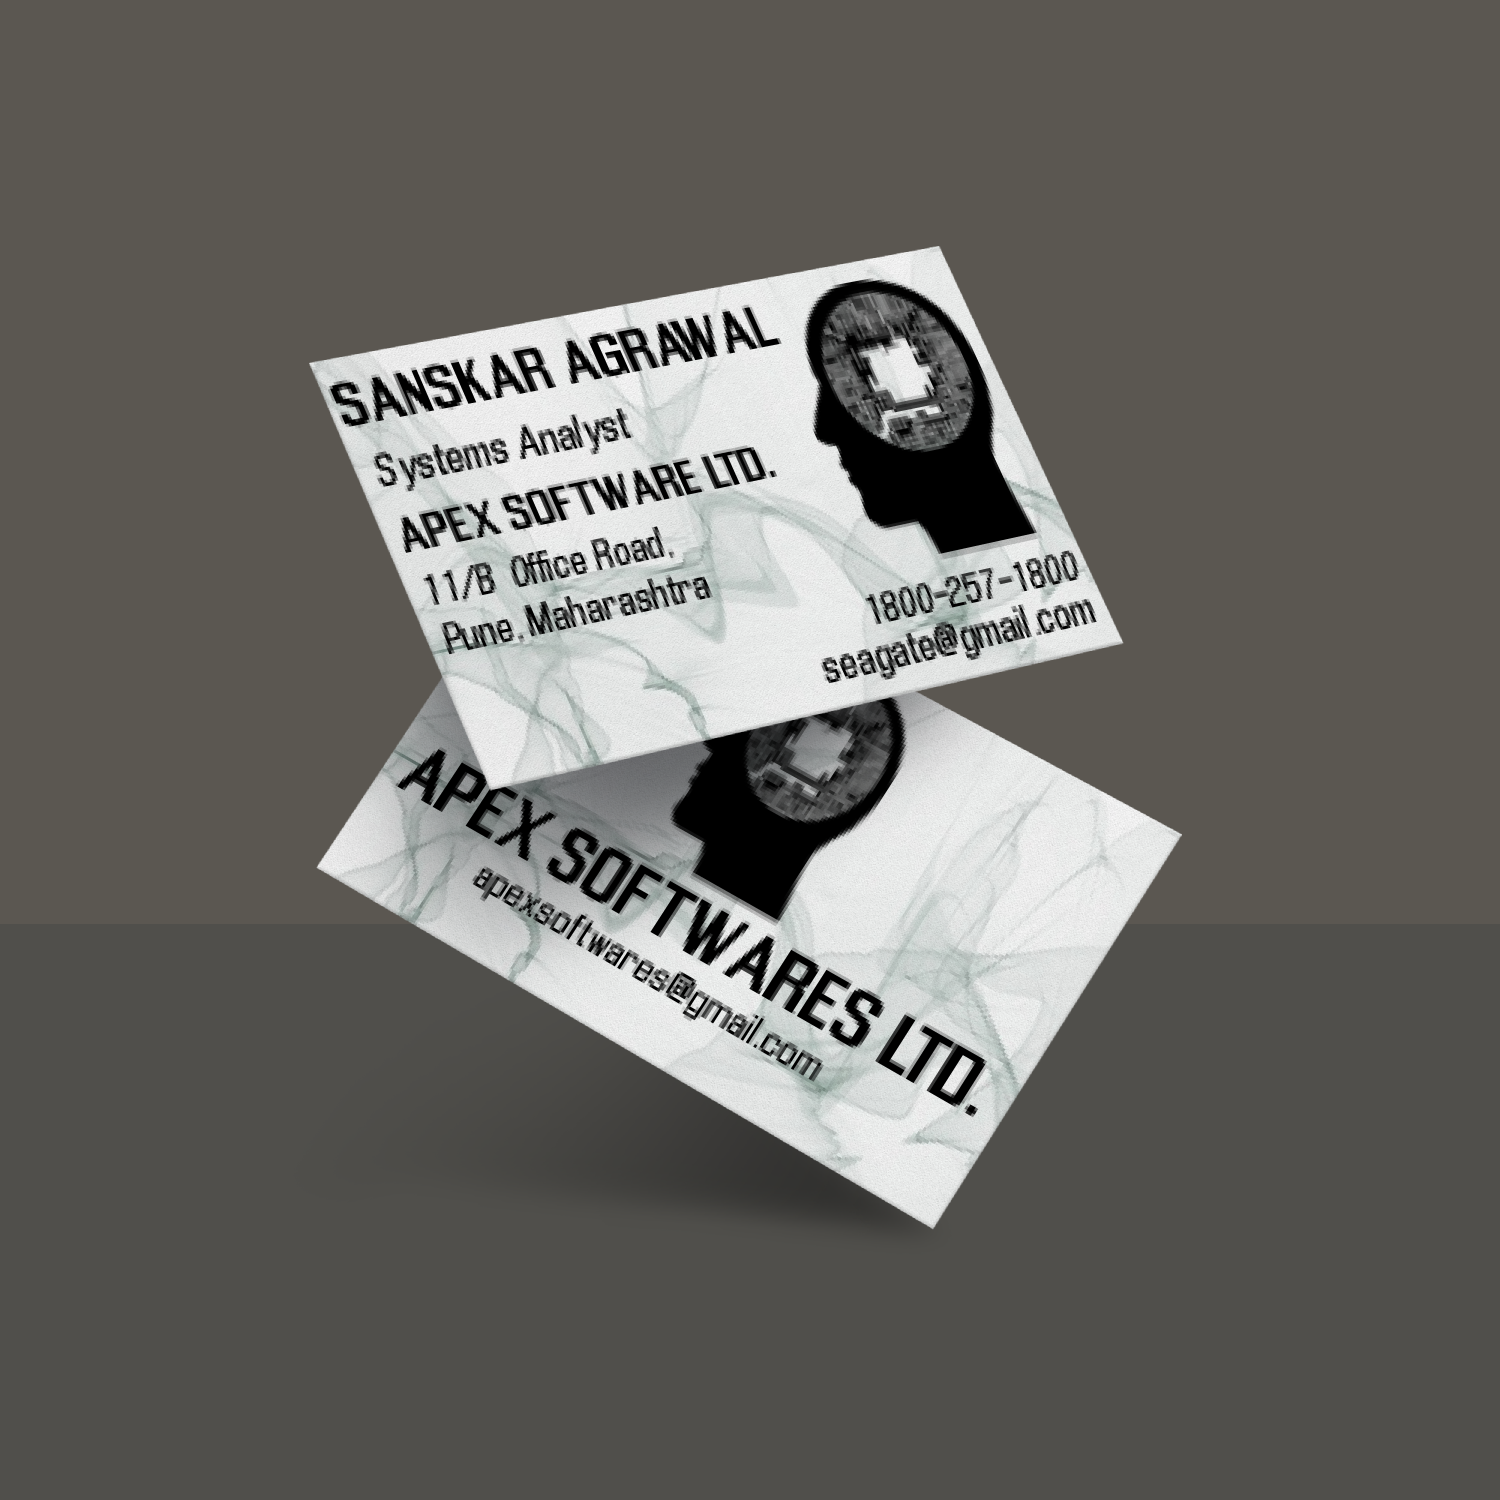 SANSKAR AGRAWAL
Systems Analyst
APEX SOFTWARE LTD.
11/B Office Road,
Pune, Maharashtra
1800-257-1800
seagate@gmail.com
APEX SOFTWARES LTD.
apexsoftwares@gmail.com